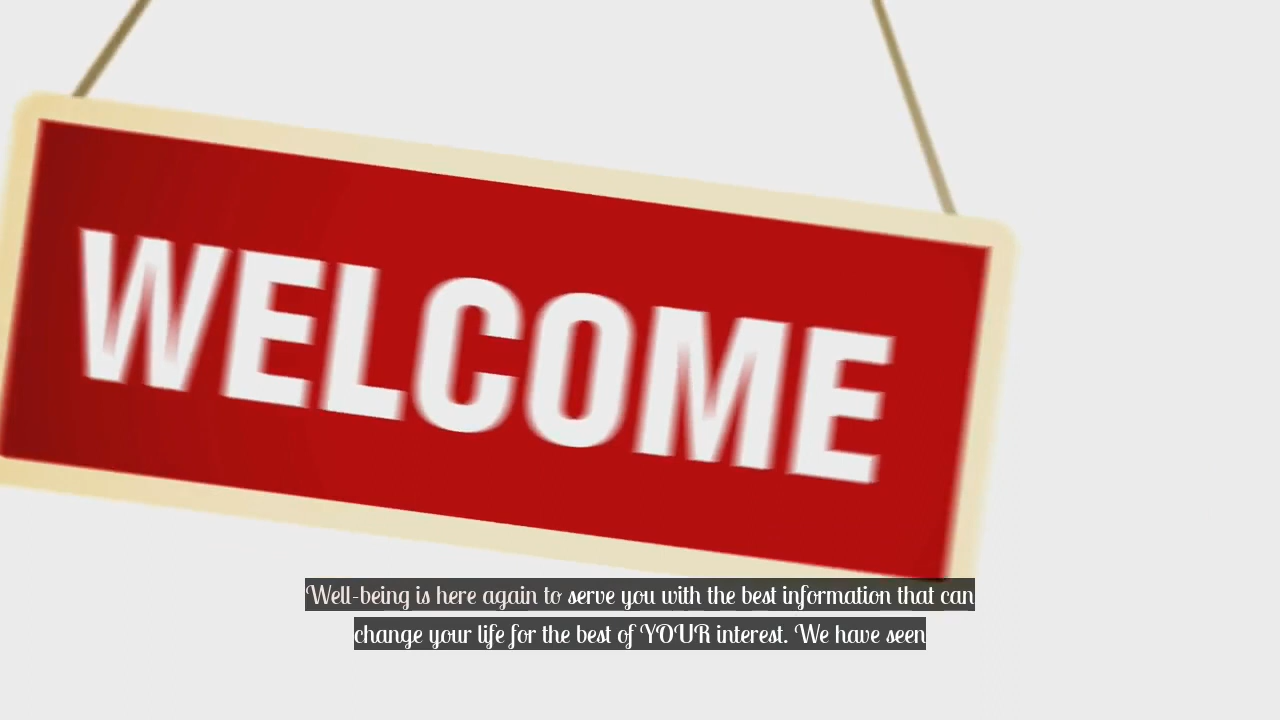 WELCOME
Well-being is here again to serve you with the best information that can
change your life for the best of YOUR interest. We have seen